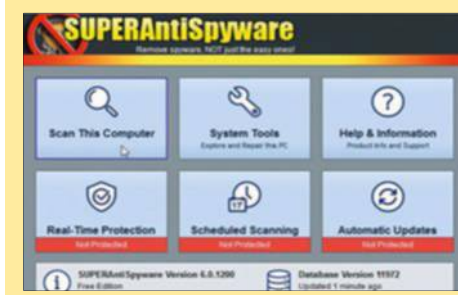 SUPERAntiSpyware
Remove spyware, NOT just the easy ones!
Scan This Computer
System Tools
Explore and Repair this PC
Help & Information
Product Info and Support
Real-Time Protection
Not Protected
17
Scheduled Scanning
Not Protected
Automatic Updates
Not Protected
SUPERAntiSpyware Version 6.0.1200
Free Edition
Database Version 11972
Updated 1 minute ago